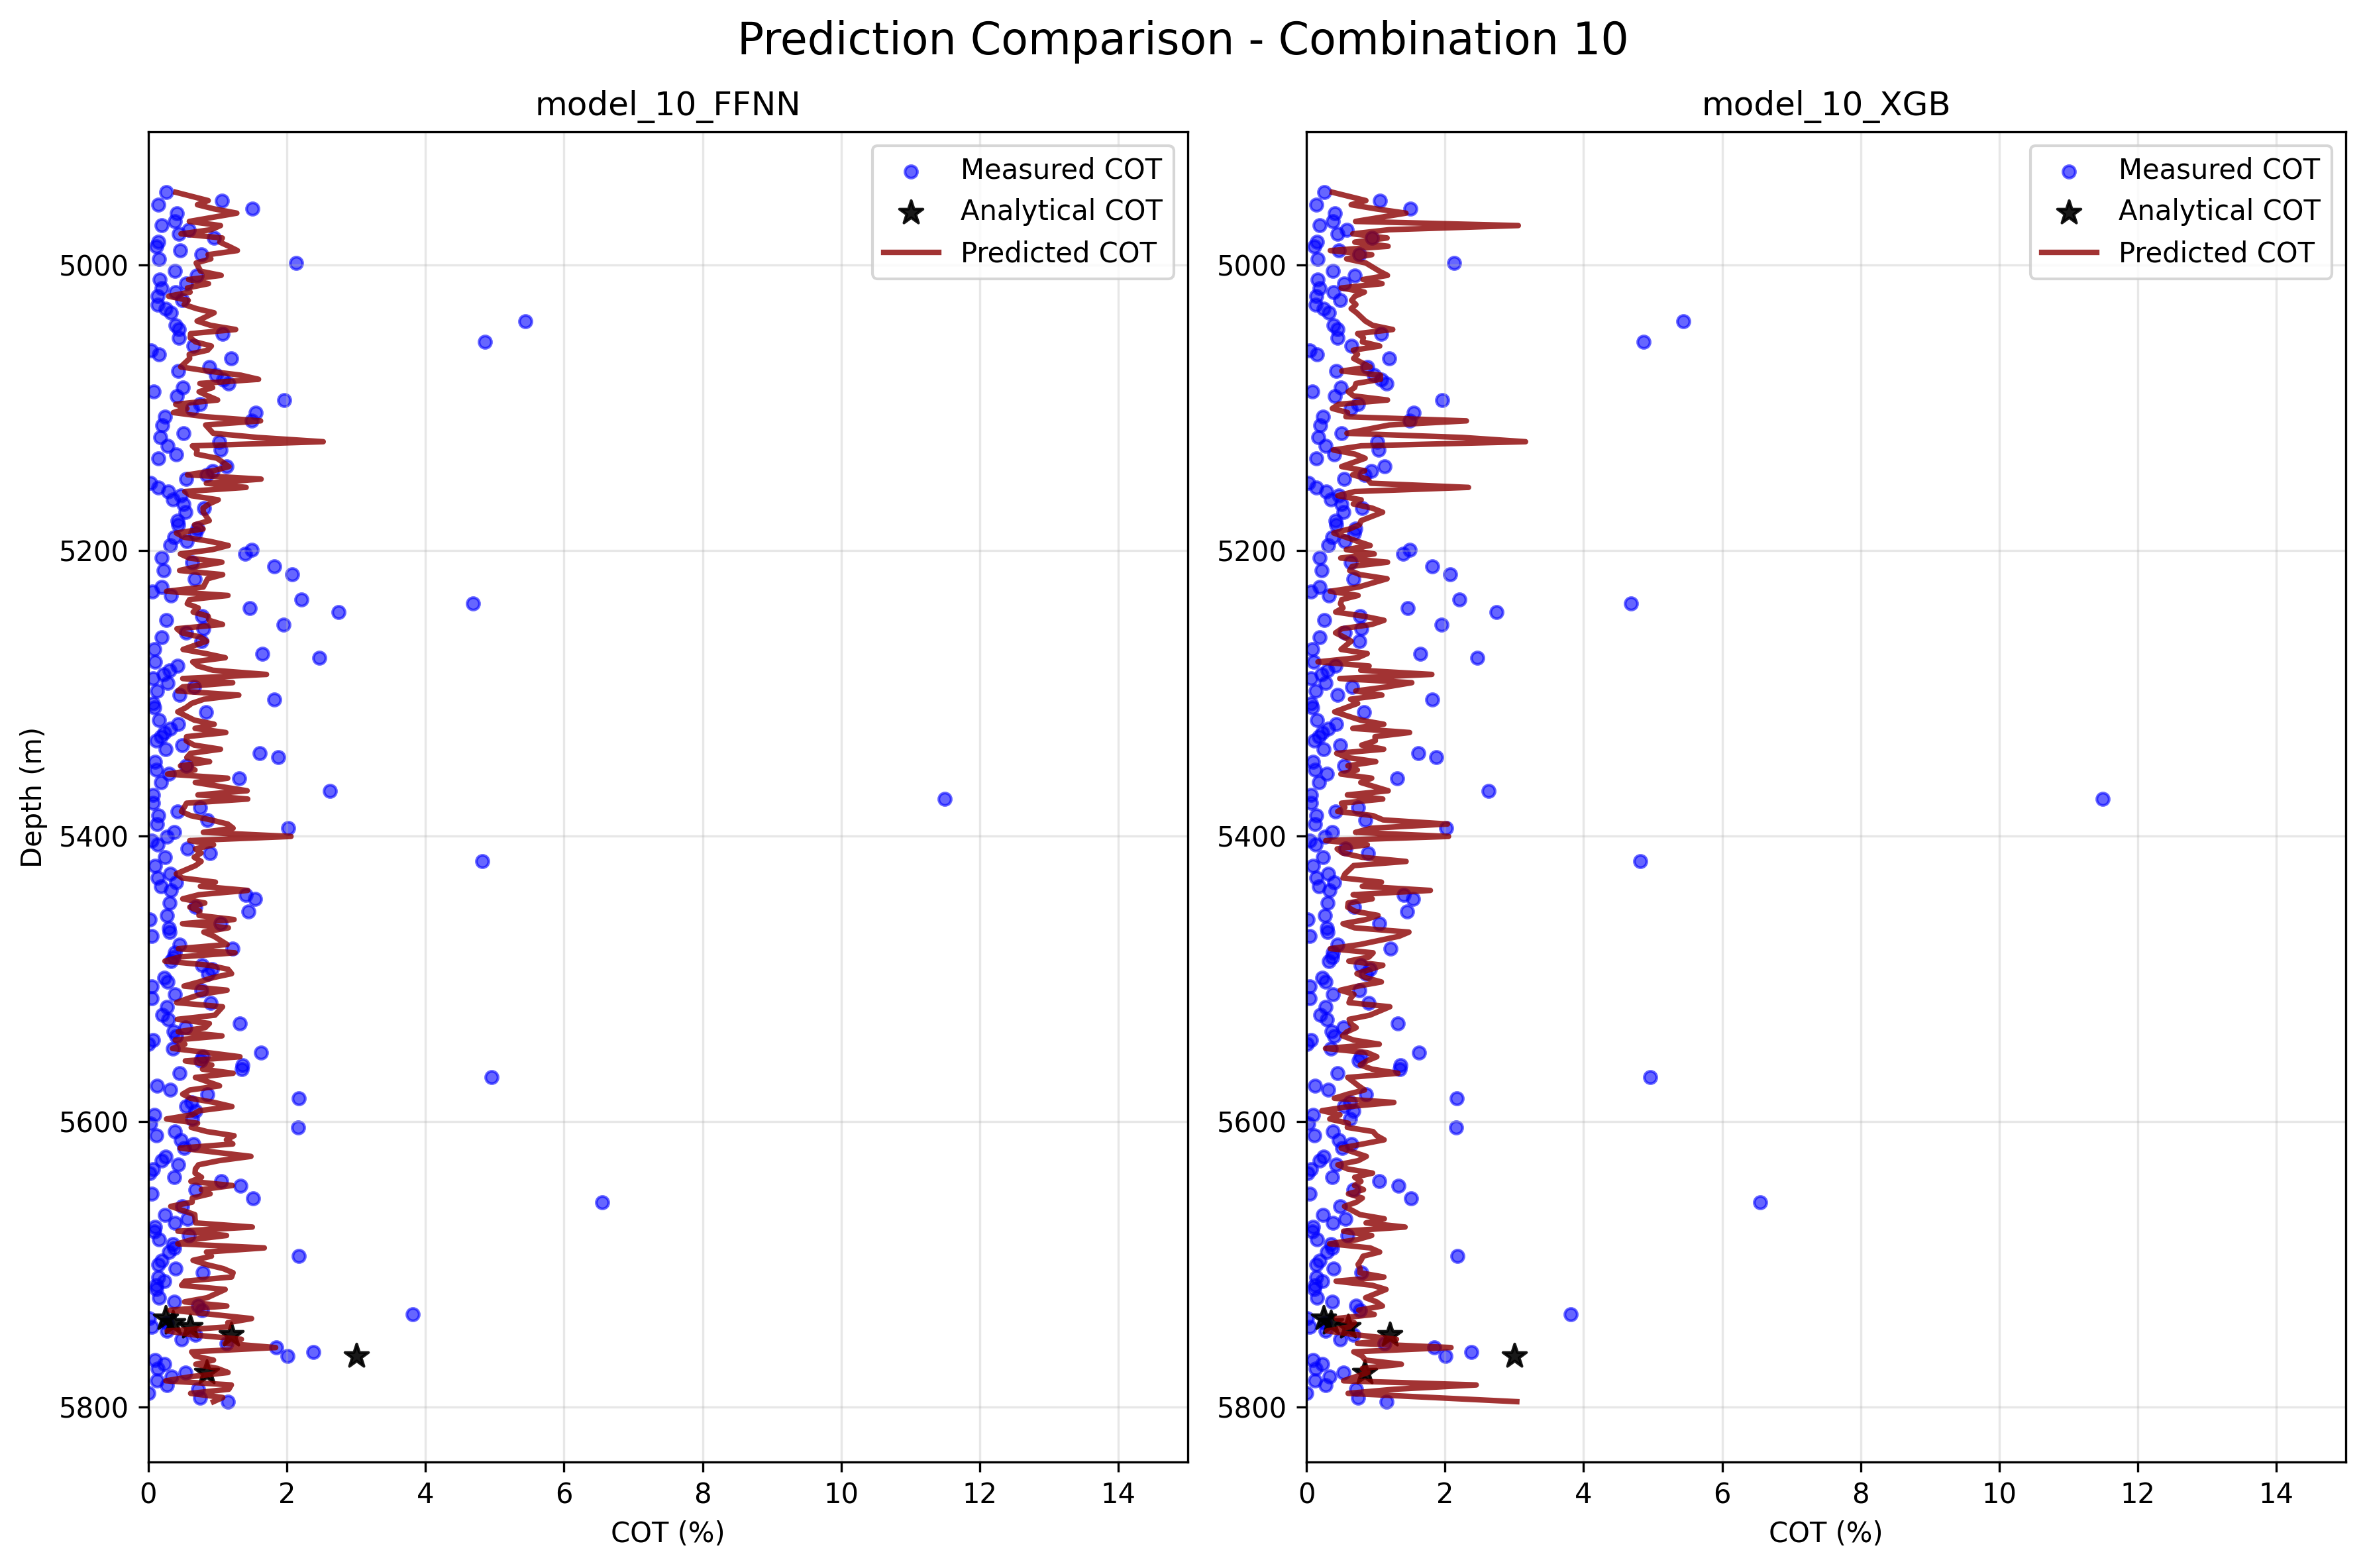 Prediction Comparison - Combination 10
model_10_FFNN
Measured COT
Analytical COT
Predicted COT
Depth (m)
5000
5200
5400
5600
5800
0 2 4 6 8 10 12 14
COT (%)
model_10_XGB
Measured COT
Analytical COT
Predicted COT
5000
5200
5400
5600
5800
0 2 4 6 8 10 12 14
COT (%)